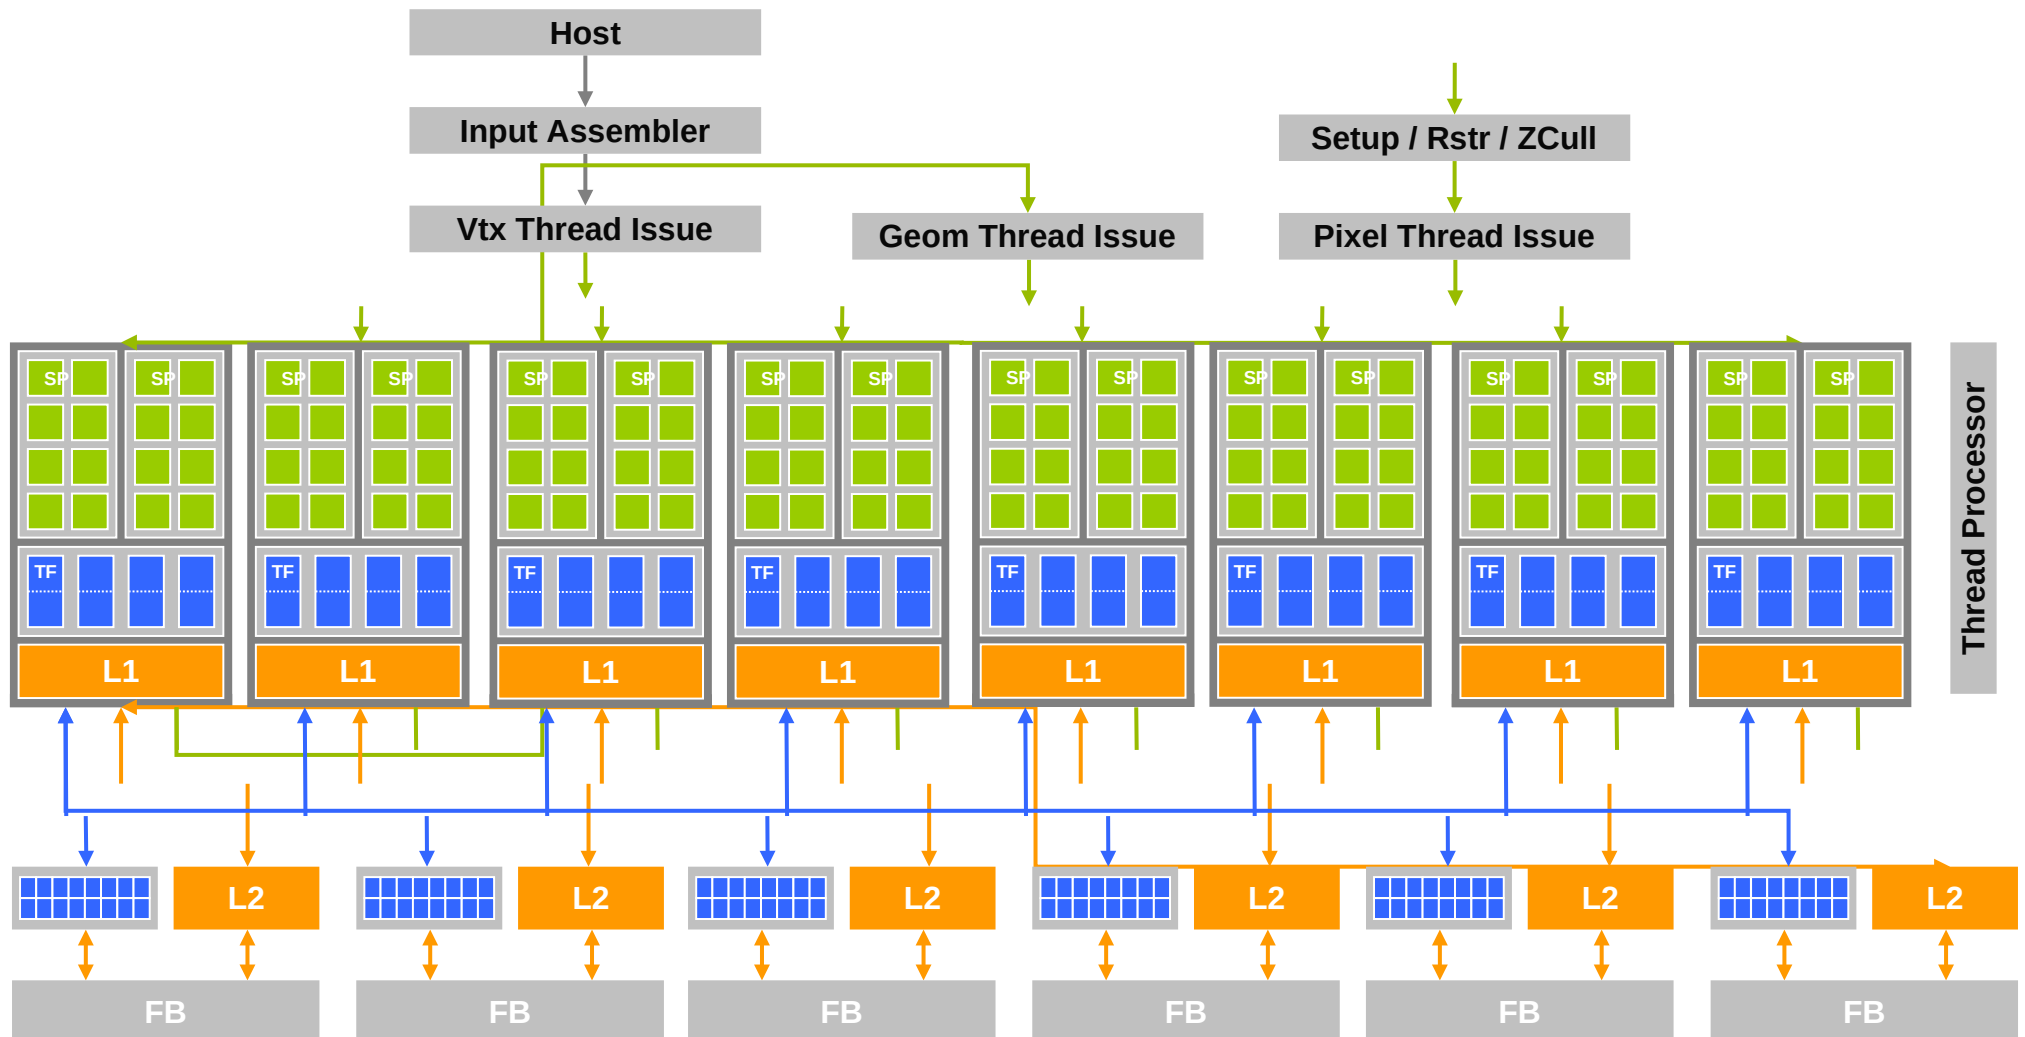 Host
Input Assembler
Setup / Rstr / ZCull
Vtx Thread Issue
Geom Thread Issue
Pixel Thread Issue
SP SP SP SP SP SP SP SP SP SP SP SP SP SP SP SP
Thread Processor
TF TF TF TF TF TF TF TF
L1 L1 L1 L1 L1 L1 L1 L1
L2 L2 L2 L2 L2 L2
FB FB FB FB FB FB